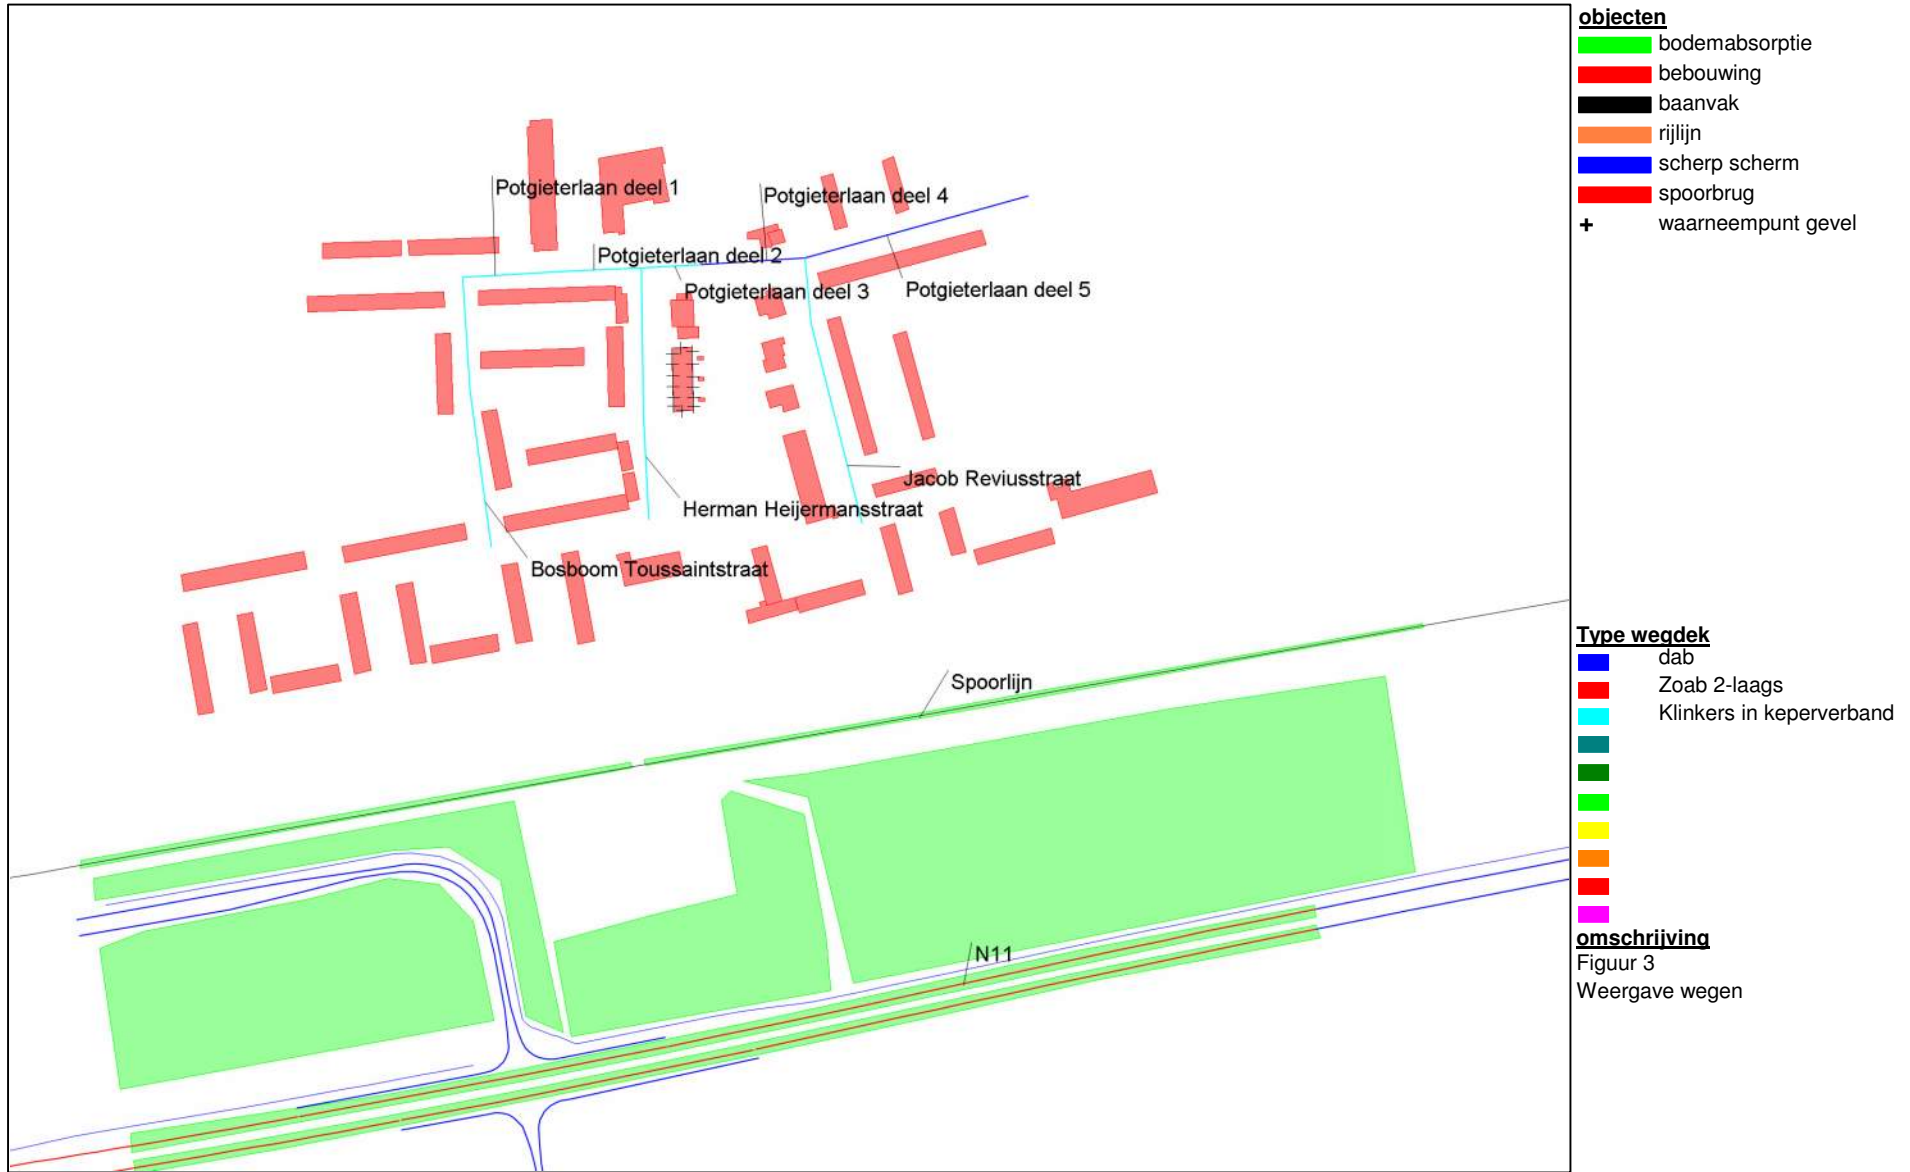 Potgieterlaan deel 1
Potgieterlaan deel 4
Potgieterlaan deel 2
Potgieterlaan deel 3
Potgieterlaan deel 5
Jacob Reviusstraat
Herman Heijermansstraat
Bosboom Toussaintstraat
Spoorlijn
N11
objecten
bodemabsorptie
bebouwing
baanvak
rijlijn
scherp scherm
spoorbrug
+ waarneempunt gevel
Type wegdek
dab
Zoab 2-laags
Klinkers in keperverband
omschrijving
Figuur 3
Weergave wegen